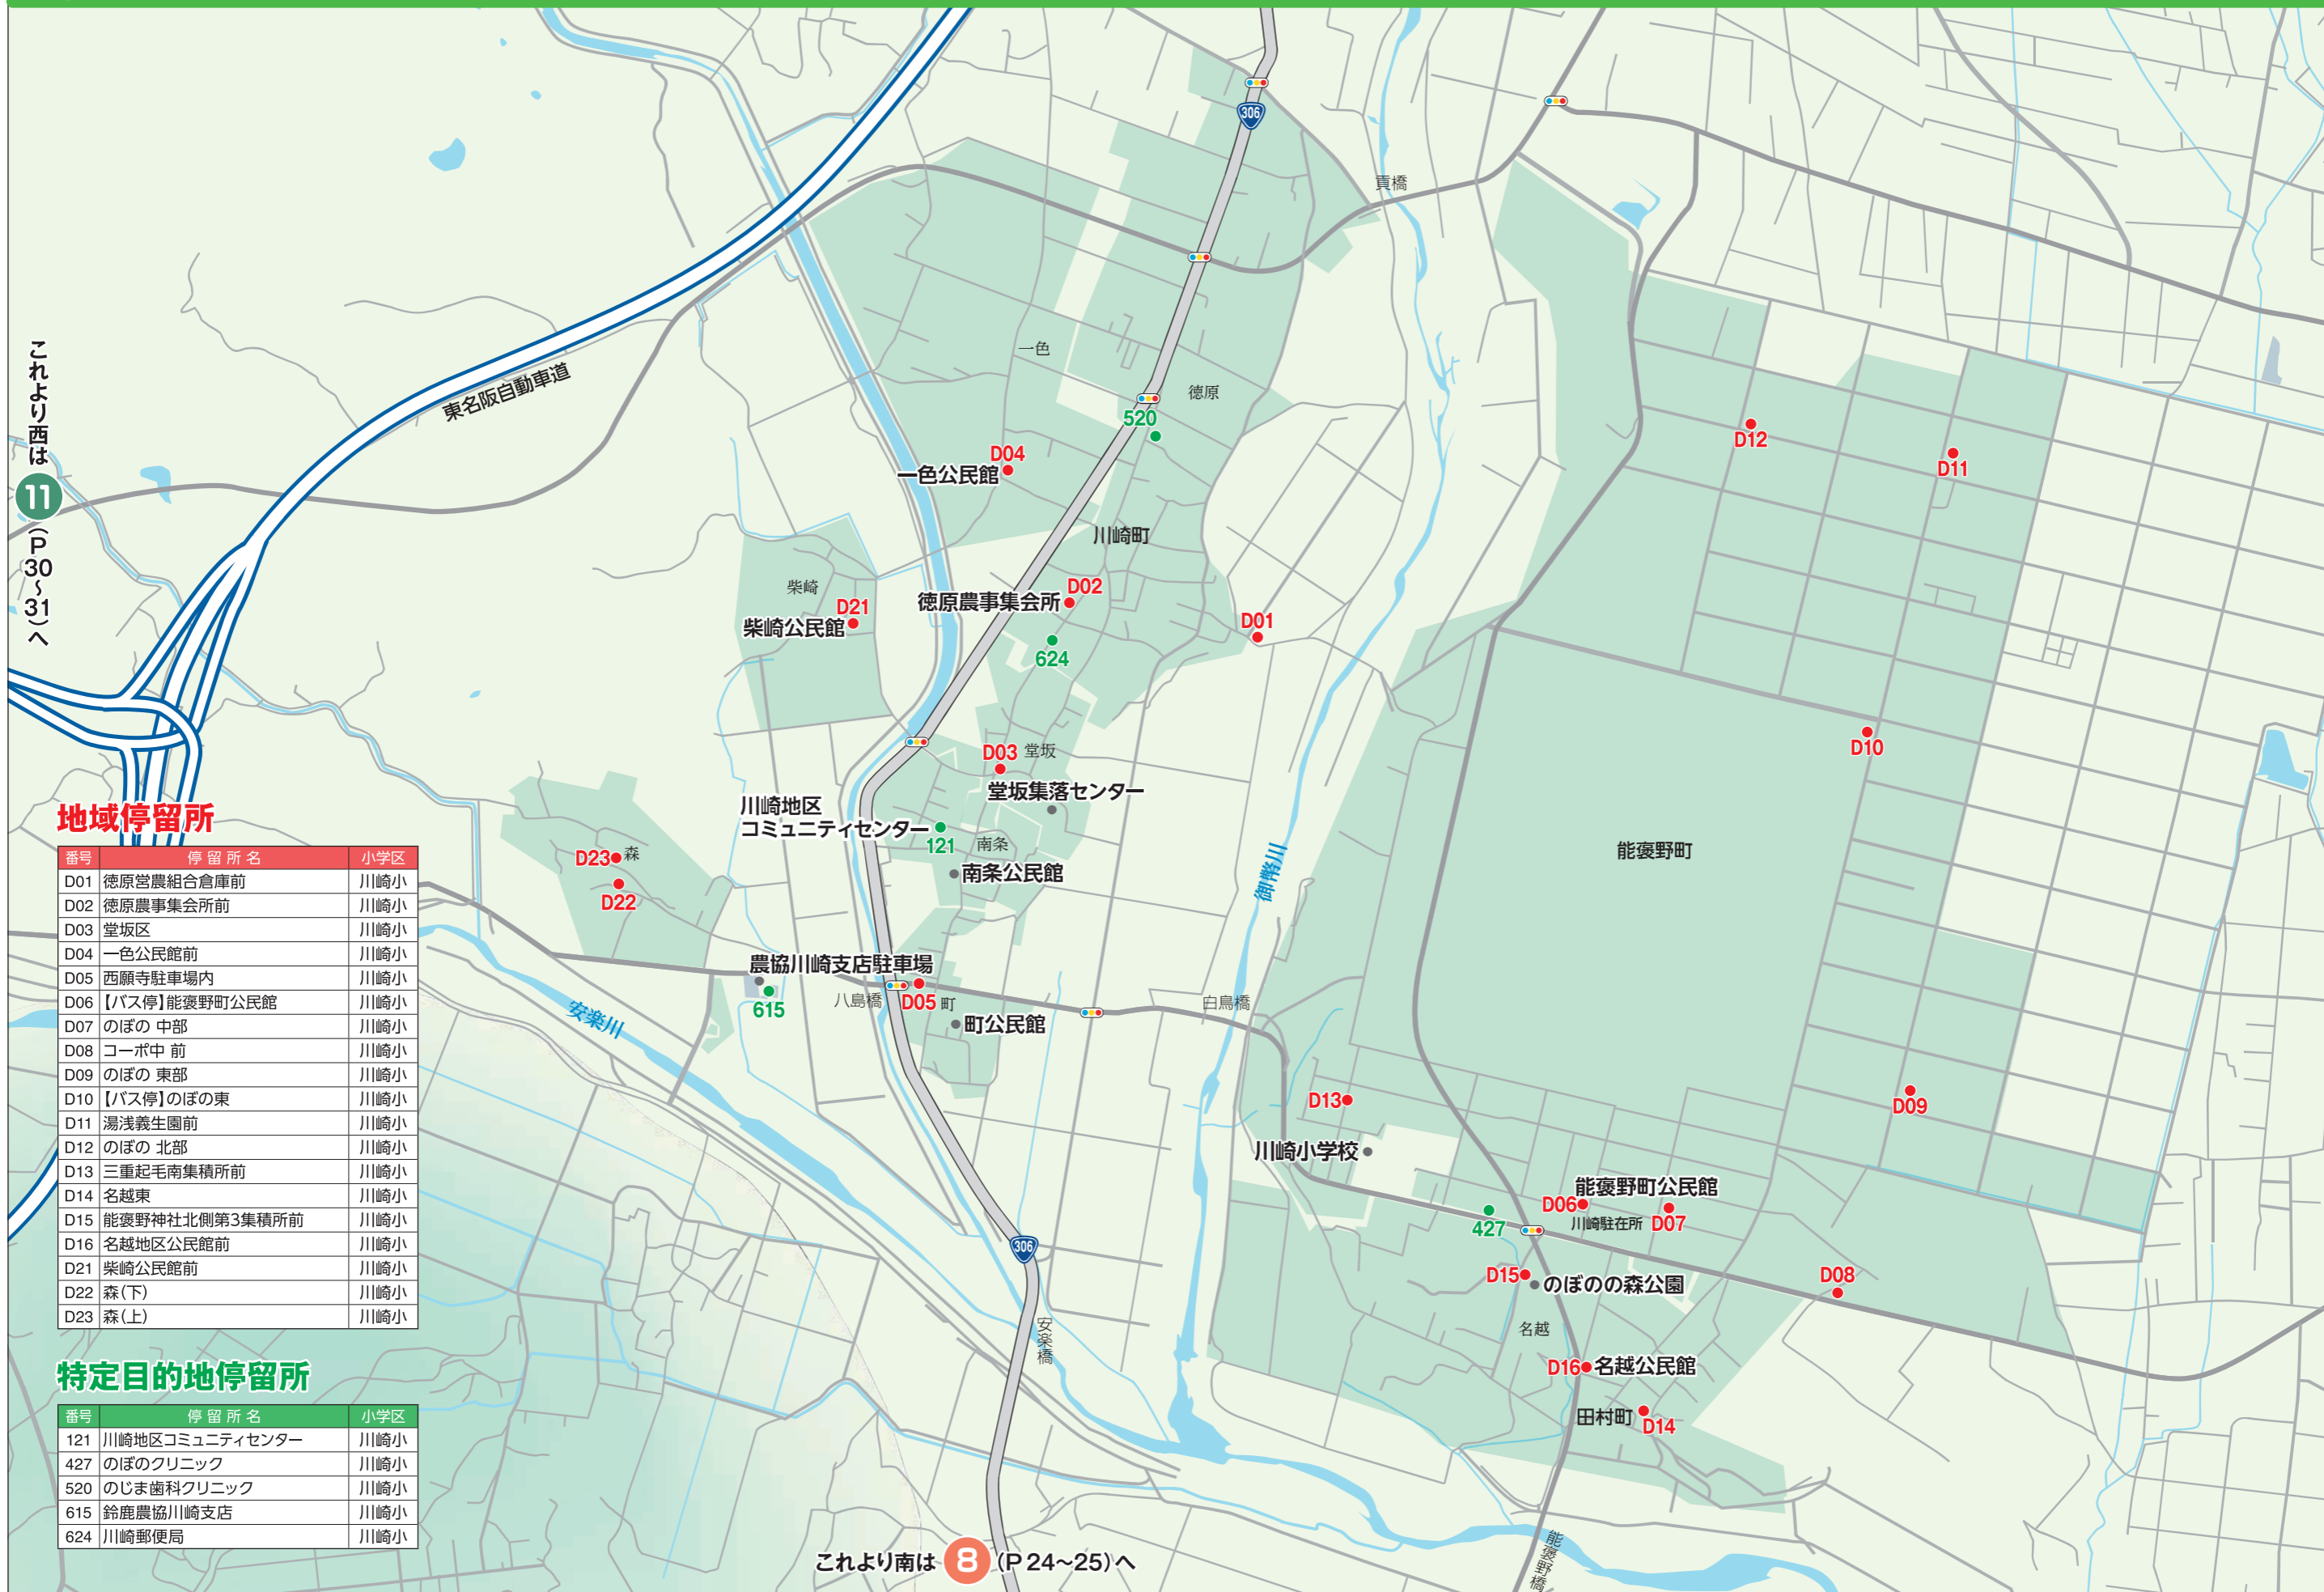 306
貢橋
一色
徳原
東名阪自動車道
これより西は
11
(P30～31)へ
520
D04
一色公民館
D12
D11
川崎町
柴崎
D21
柴崎公民館
D02
徳原農事集会所
624
D01
D10
D03
堂坂
堂坂集落センター
川崎地区
コミュニティセンター
121
南条
南条公民館
能褒野町
御幣川
D23
森
D22
農協川崎支店駐車場
615
八島橋
D05
町
町公民館
白鳥橋
安楽川
D13
D09
川崎小学校
能褒野町公民館
D06
川崎駐在所
D07
427
306
D15
のぼのの森公園
D08
安楽橋
名越
D16
名越公民館
田村町
D14
能褒野橋
地域停留所
番号 停留所名 小学区
D01 徳原営農組合倉庫前 川崎小
D02 徳原農事集会所前 川崎小
D03 堂坂区 川崎小
D04 一色公民館前 川崎小
D05 西願寺駐車場内 川崎小
D06 【バス停】能褒野町公民館 川崎小
D07 のぼの 中部 川崎小
D08 コーポ中 前 川崎小
D09 のぼの 東部 川崎小
D10 【バス停】のぼの東 川崎小
D11 湯浅義生園前 川崎小
D12 のぼの 北部 川崎小
D13 三重起毛南集積所前 川崎小
D14 名越東 川崎小
D15 能褒野神社北側第3集積所前 川崎小
D16 名越地区公民館前 川崎小
D21 柴崎公民館前 川崎小
D22 森(下) 川崎小
D23 森(上) 川崎小
特定目的地停留所
番号 停留所名 小学区
121 川崎地区コミュニティセンター 川崎小
427 のぼのクリニック 川崎小
520 のじま歯科クリニック 川崎小
615 鈴鹿農協川崎支店 川崎小
624 川崎郵便局 川崎小
これより南は 8 (P24～25)へ